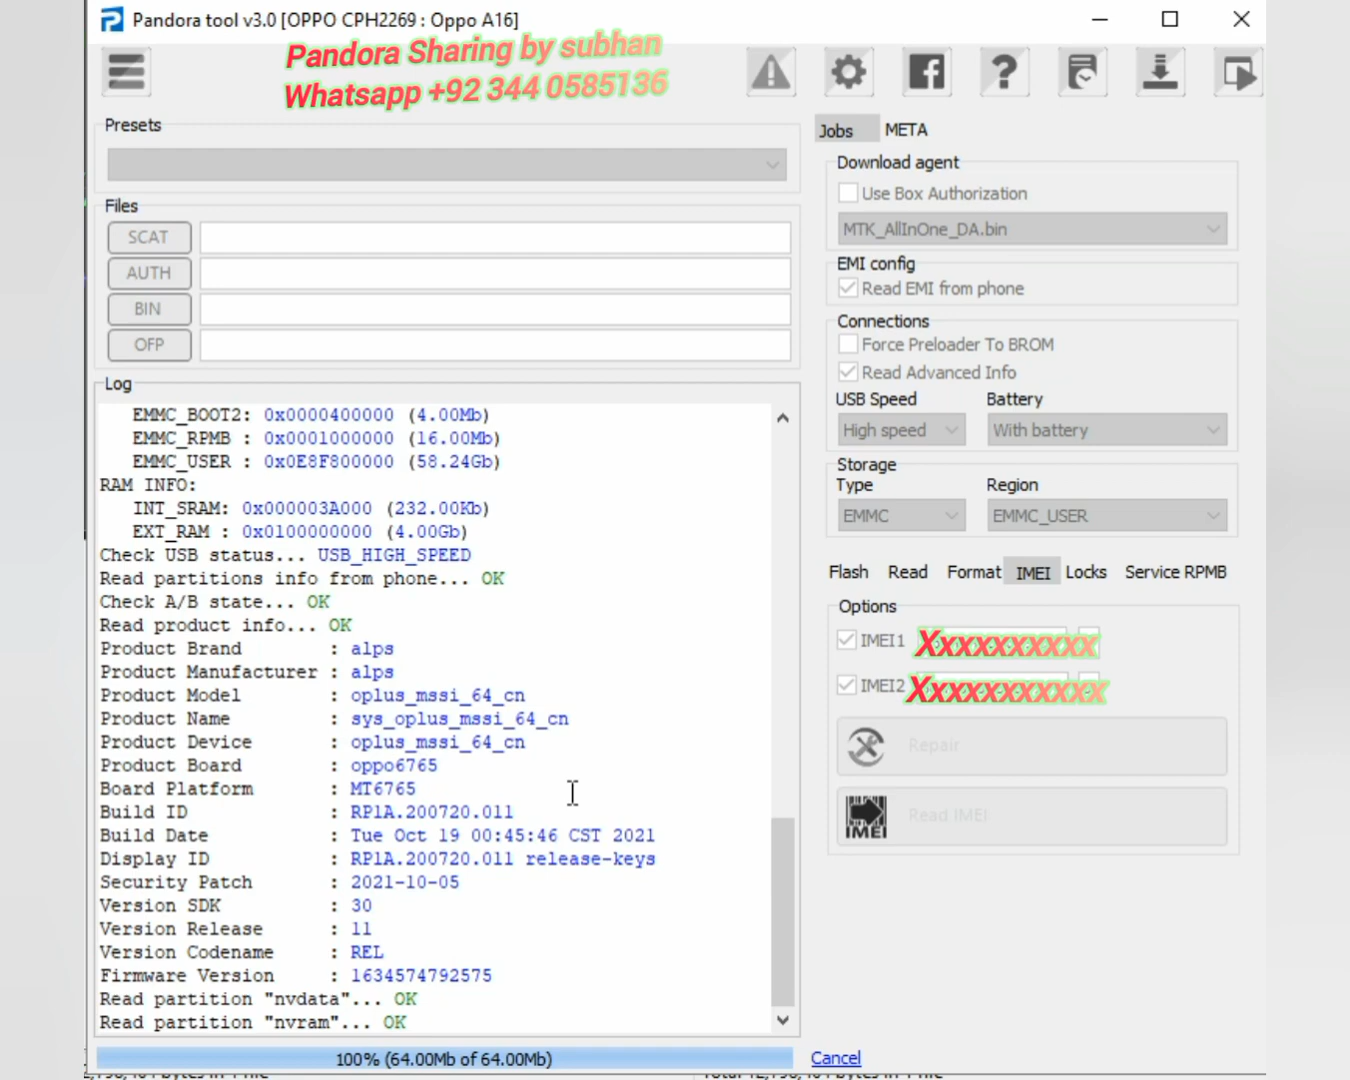 Pandora tool v3.0 [OPPO CPH2269 : Oppo A16]
Pandora Sharing by subhan
Whatsapp +92 344 0585136
Presets
Files
SCAT
AUTH
BIN
OFP
Log
EMMC_BOOT2: 0x0000400000 (4.00Mb)
EMMC_RPMB : 0x0001000000 (16.00Mb)
EMMC_USER : 0x0E8F800000 (58.24Gb)
RAM INFO:
INT_SRAM: 0x000003A000 (232.00Kb)
EXT_RAM : 0x0100000000 (4.00Gb)
Check USB status... USB_HIGH_SPEED
Read partitions info from phone... OK
Check A/B state... OK
Read product info... OK
Product Brand : alps
Product Manufacturer : alps
Product Model : oplus_mssi_64_cn
Product Name : sys_oplus_mssi_64_cn
Product Device : oplus_mssi_64_cn
Product Board : oppo6765
Board Platform : MT6765
Build ID : RP1A.200720.011
Build Date : Tue Oct 19 00:45:46 CST 2021
Display ID : RP1A.200720.011 release-keys
Security Patch : 2021-10-05
Version SDK : 30
Version Release : 11
Version Codename : REL
Firmware Version : 1634574792575
Read partition "nvdata"... OK
Read partition "nvram"... OK
100% (64.00Mb of 64.00Mb)
Cancel
Jobs META
Download agent
Use Box Authorization
MTK_AllInOne_DA.bin
EMI config
Read EMI from phone
Connections
Force Preloader To BROM
Read Advanced Info
USB Speed Battery
High speed With battery
Storage
Type Region
EMMC EMMC_USER
Flash Read Format IMEI Locks Service RPMB
Options
IMEI1 Xxxxxxxxxxx
IMEI2 Xxxxxxxxxxxx
Repair
IMEI Read IMEI